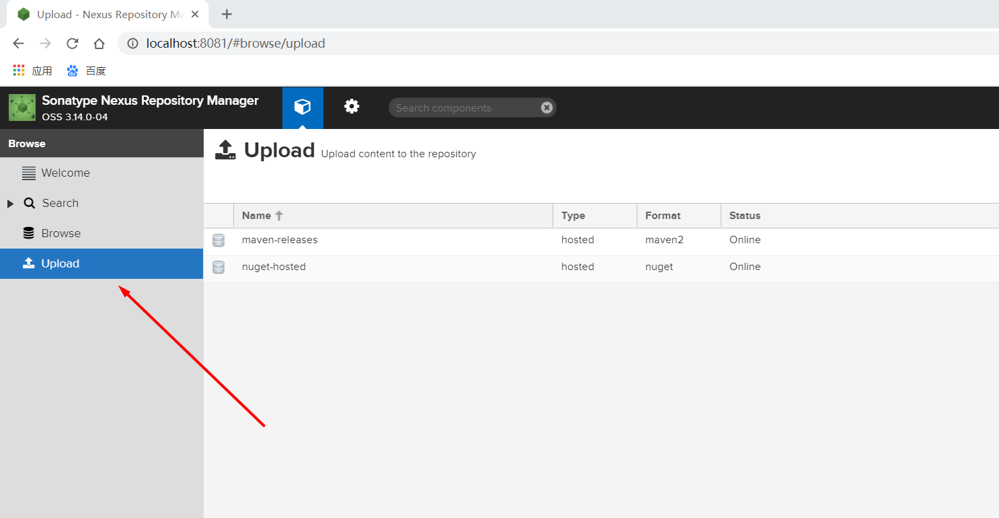 Upload - Nexus Repository Ma
localhost:8081/#browse/upload
应用 百度
Sonatype Nexus Repository Manager
OSS 3.14.0-04
Search components
Browse
Welcome
Search
Browse
Upload
Upload Upload content to the repository
Name Type Format Status
maven-releases hosted maven2 Online
nuget-hosted hosted nuget Online